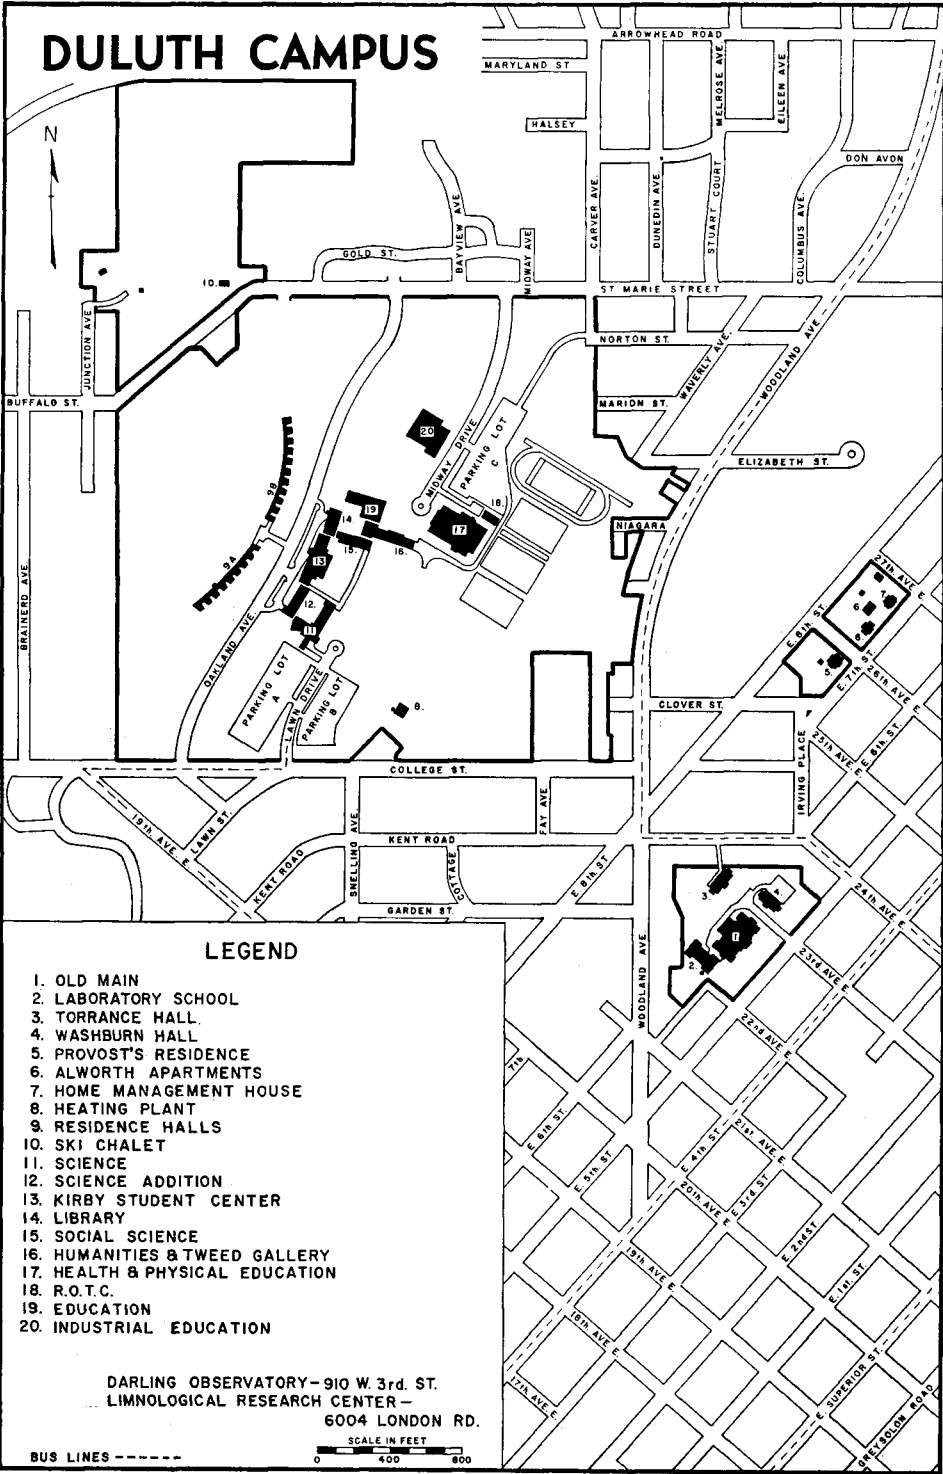 DULUTH CAMPUS
N
ARROWHEAD ROAD
MARYLAND ST
MELROSE AVE
EILEEN AVE.
HALSEY
DON AVON
CARVER AVE.
DUNEDIN AVE.
STUART COURT
COLUMBUS AVE.
BAYVIEW AVE
MIDWAY AVE
GOLD ST.
10.
ST MARIE STREET
JUNCTION AVE.
NORTON ST.
WAVERLY AVE.
WOODLAND AVE.
BUFFALO ST.
MARION ST.
20
MIDWAY DRIVE
PARKING LOT
C
ELIZABETH ST.
9B
19
14.
18.
17
NIAGARA
15.
16.
13
9A
12.
11
27th AVE E.
E. 8th ST
7.
6
6
5.
E. 7th ST.
26th AVE E.
BRAINERD AVE.
OAKLAND AVE.
PARKING LOT
A
LAWN DRIVE
PARKING LOT
B
8.
CLOVER ST.
25th AVE. E.
E. 6th ST.
IRVING PLACE
COLLEGE ST.
19th AVE. E
LAWN ST.
SNELLING AVE.
FAY AVE.
KENT ROAD
KENT ROAD
COTTAGE
E. 8th ST.
GARDEN ST.
3.
4.
1
2.
24th AVE E.
23rd AVE E.
WOODLAND AVE.
22nd AVE E.
7th
E. 6th ST.
E. 5th ST.
E. 4th ST
21st. AVE. E.
20th AVE E
E. 3rd ST.
19th AVE E.
E. 2nd ST
E. 1st. ST.
18th AVE E.
17th AVE E.
E. SUPERIOR ST.
GREYSOLON ROAD
LEGEND
1. OLD MAIN
2. LABORATORY SCHOOL
3. TORRANCE HALL
4. WASHBURN HALL
5. PROVOST'S RESIDENCE
6. ALWORTH APARTMENTS
7. HOME MANAGEMENT HOUSE
8. HEATING PLANT
9. RESIDENCE HALLS
10. SKI CHALET
11. SCIENCE
12. SCIENCE ADDITION
13. KIRBY STUDENT CENTER
14. LIBRARY
15. SOCIAL SCIENCE
16. HUMANITIES & TWEED GALLERY
17. HEALTH & PHYSICAL EDUCATION
18. R.O.T.C.
19. EDUCATION
20. INDUSTRIAL EDUCATION
DARLING OBSERVATORY–910 W. 3rd. ST.
LIMNOLOGICAL RESEARCH CENTER–
6004 LONDON RD.
SCALE IN FEET
0 400 800
BUS LINES ------